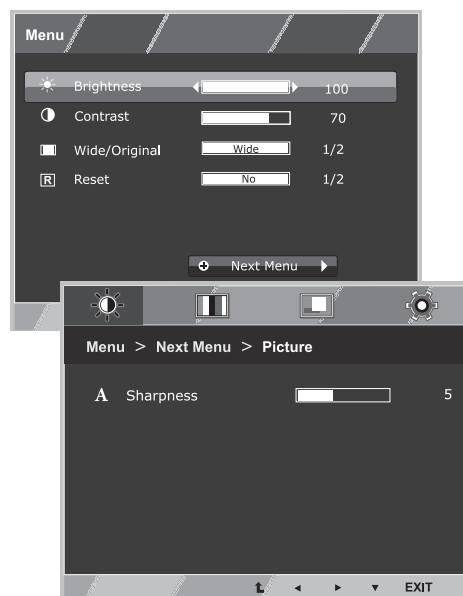 Menu
Brightness 100
Contrast 70
Wide/Original Wide 1/2
R Reset No 1/2
Next Menu
Menu > Next Menu > Picture
A Sharpness 5
EXIT